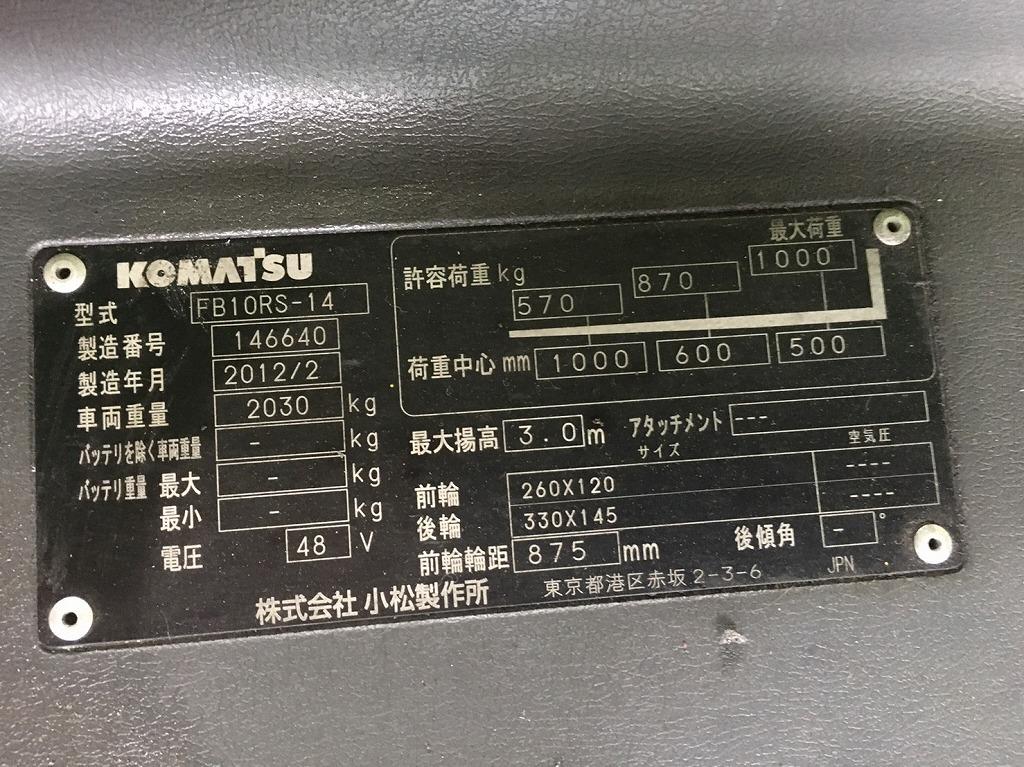 KOMATSU
型式 FB10RS-14
製造番号 146640
製造年月 2012/2
車両重量 2030 kg
バッテリを除く車両重量 - kg
バッテリ重量 最大 - kg
最小 - kg
電圧 48 V
最大荷重
許容荷重 kg 570 870 1000
荷重中心 mm 1000 600 500
最大揚高 3.0 m アタッチメント ---
サイズ 空気圧
前輪 260X120 ----
後輪 330X145 ----
前輪輪距 875 mm 後傾角 - °
株式会社 小松製作所 東京都港区赤坂 2-3-6 JPN